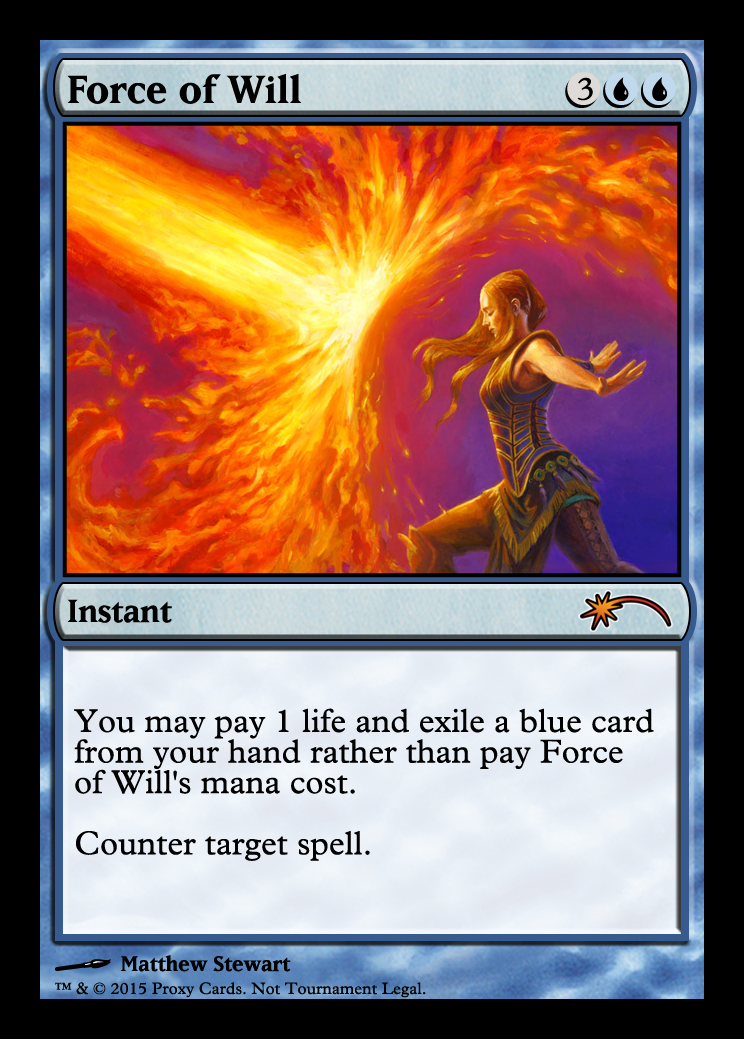 Force of Will 3
Instant
You may pay 1 life and exile a blue card
from your hand rather than pay Force
of Will's mana cost.
Counter target spell.
Matthew Stewart
™ & © 2015 Proxy Cards. Not Tournament Legal.